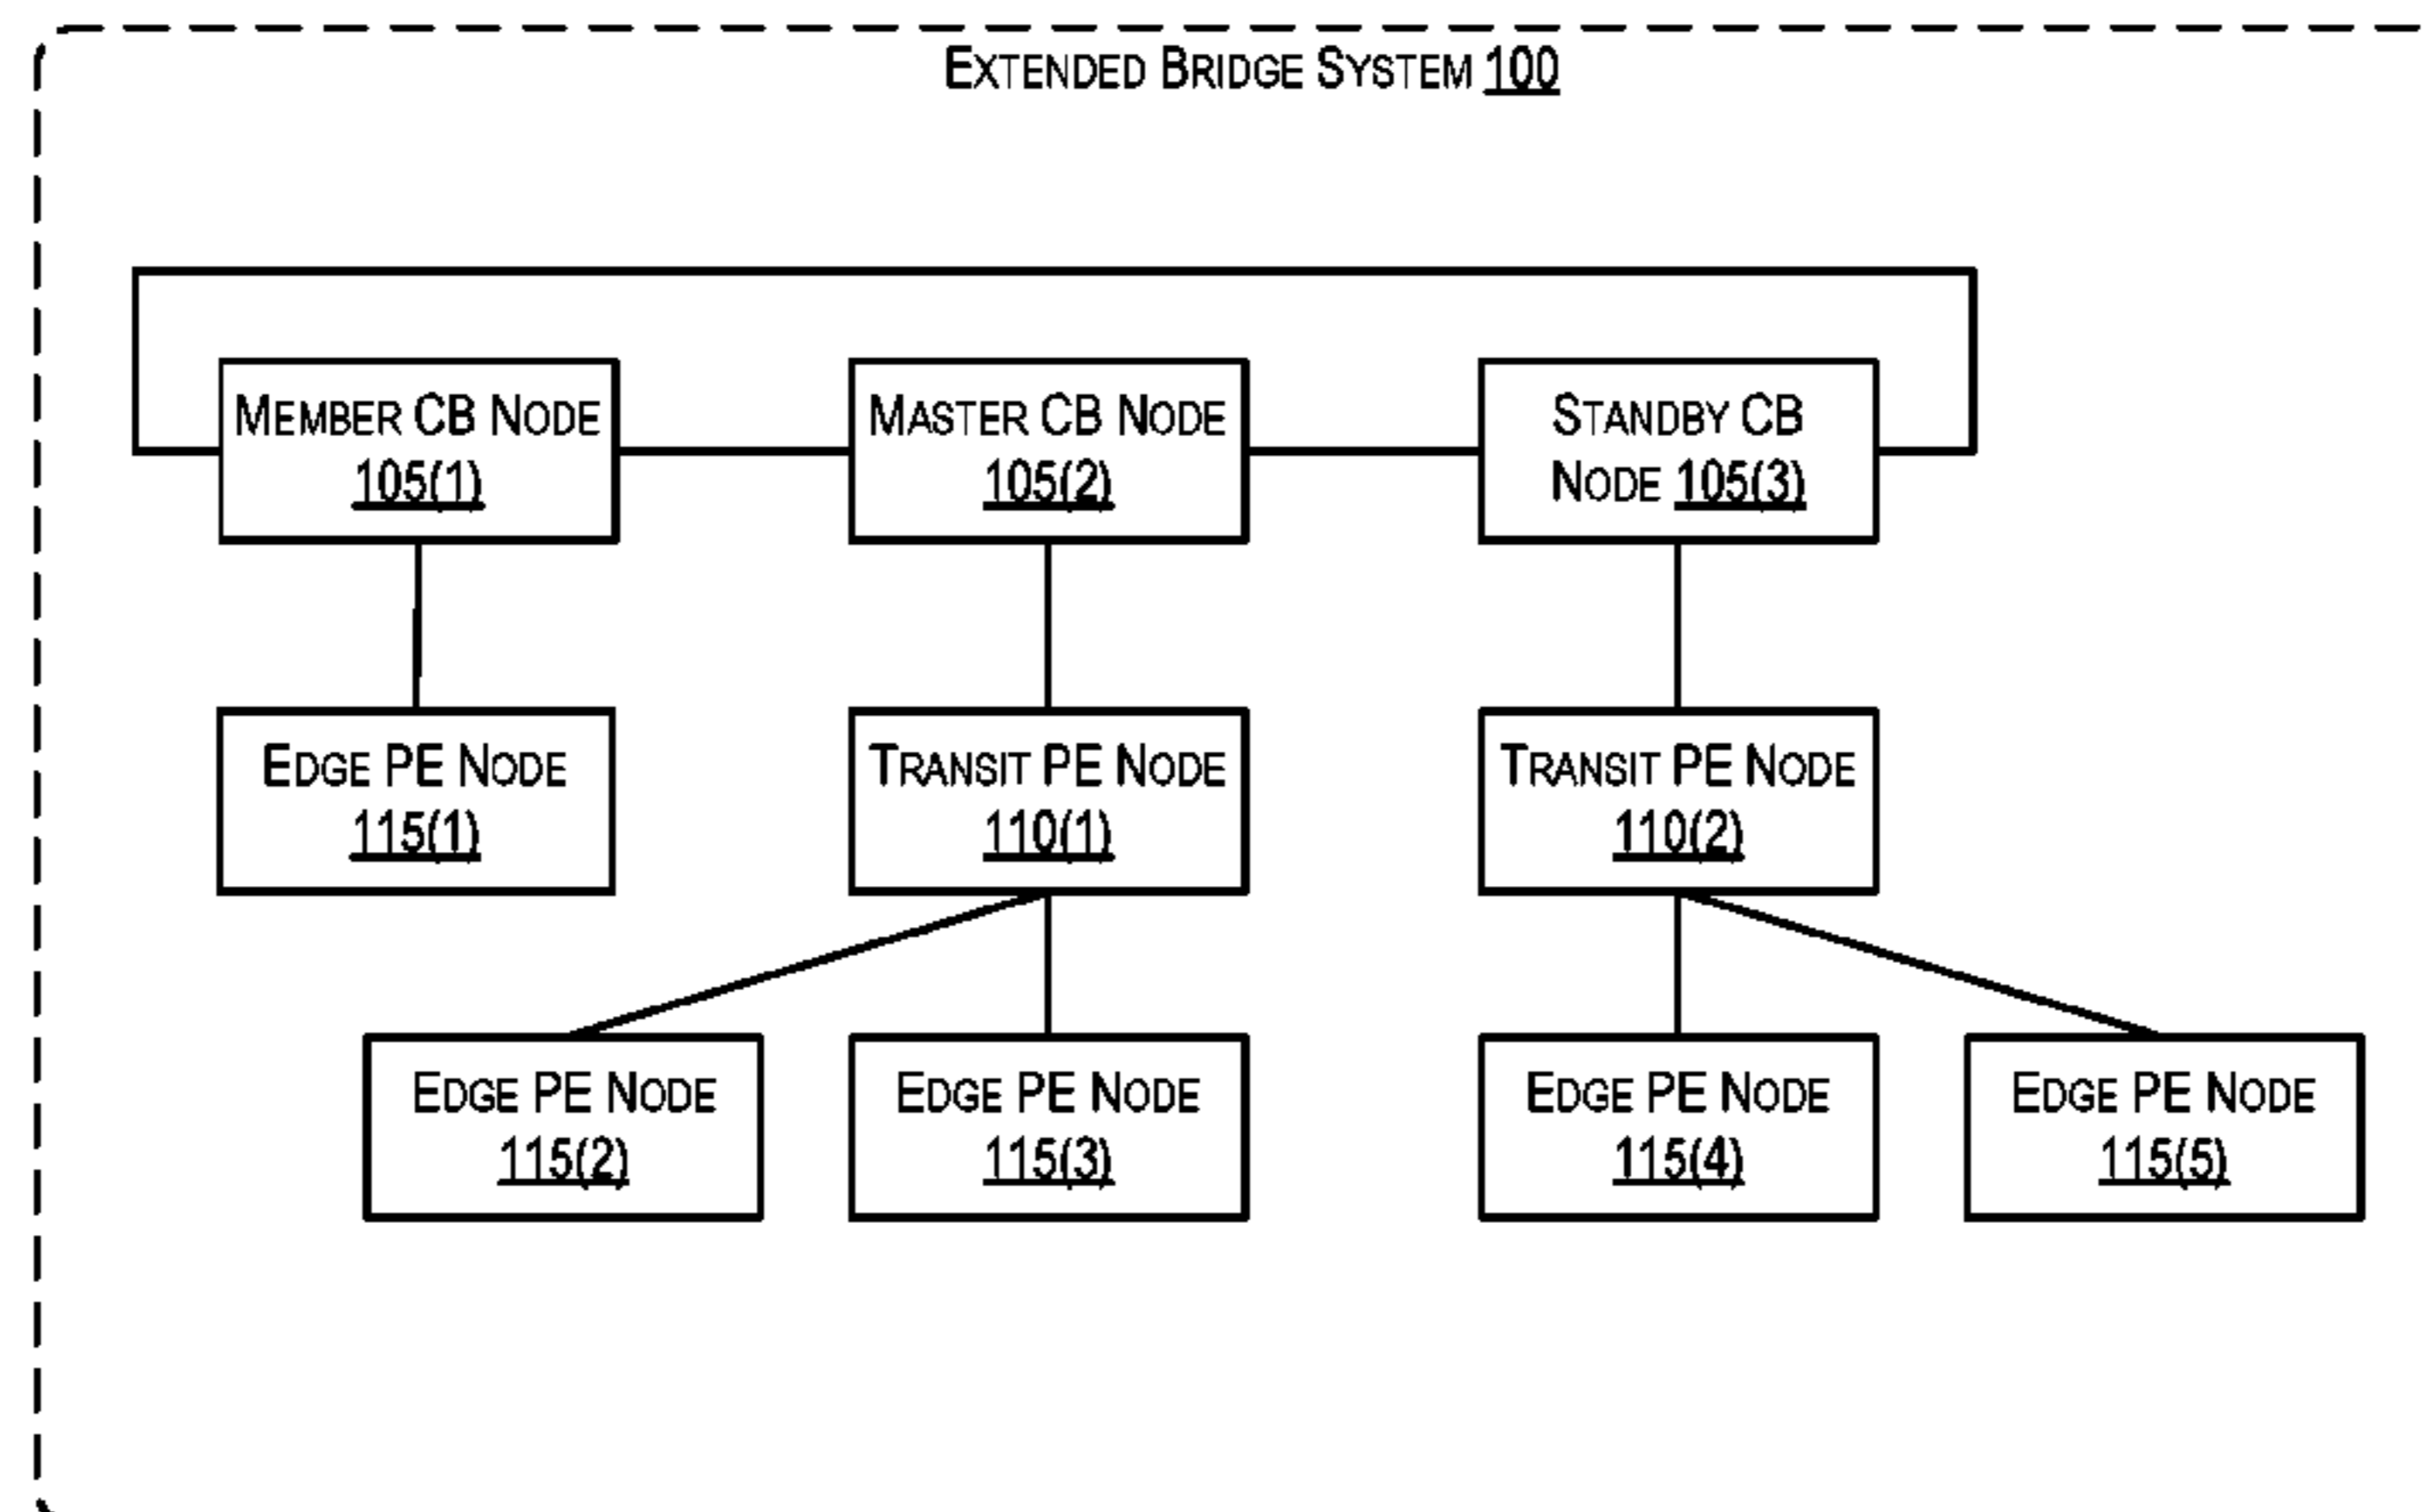 EXTENDED BRIDGE SYSTEM 100
MEMBER CB NODE
105(1)
MASTER CB NODE
105(2)
STANDBY CB
NODE 105(3)
EDGE PE NODE
115(1)
TRANSIT PE NODE
110(1)
TRANSIT PE NODE
110(2)
EDGE PE NODE
115(2)
EDGE PE NODE
115(3)
EDGE PE NODE
115(4)
EDGE PE NODE
115(5)